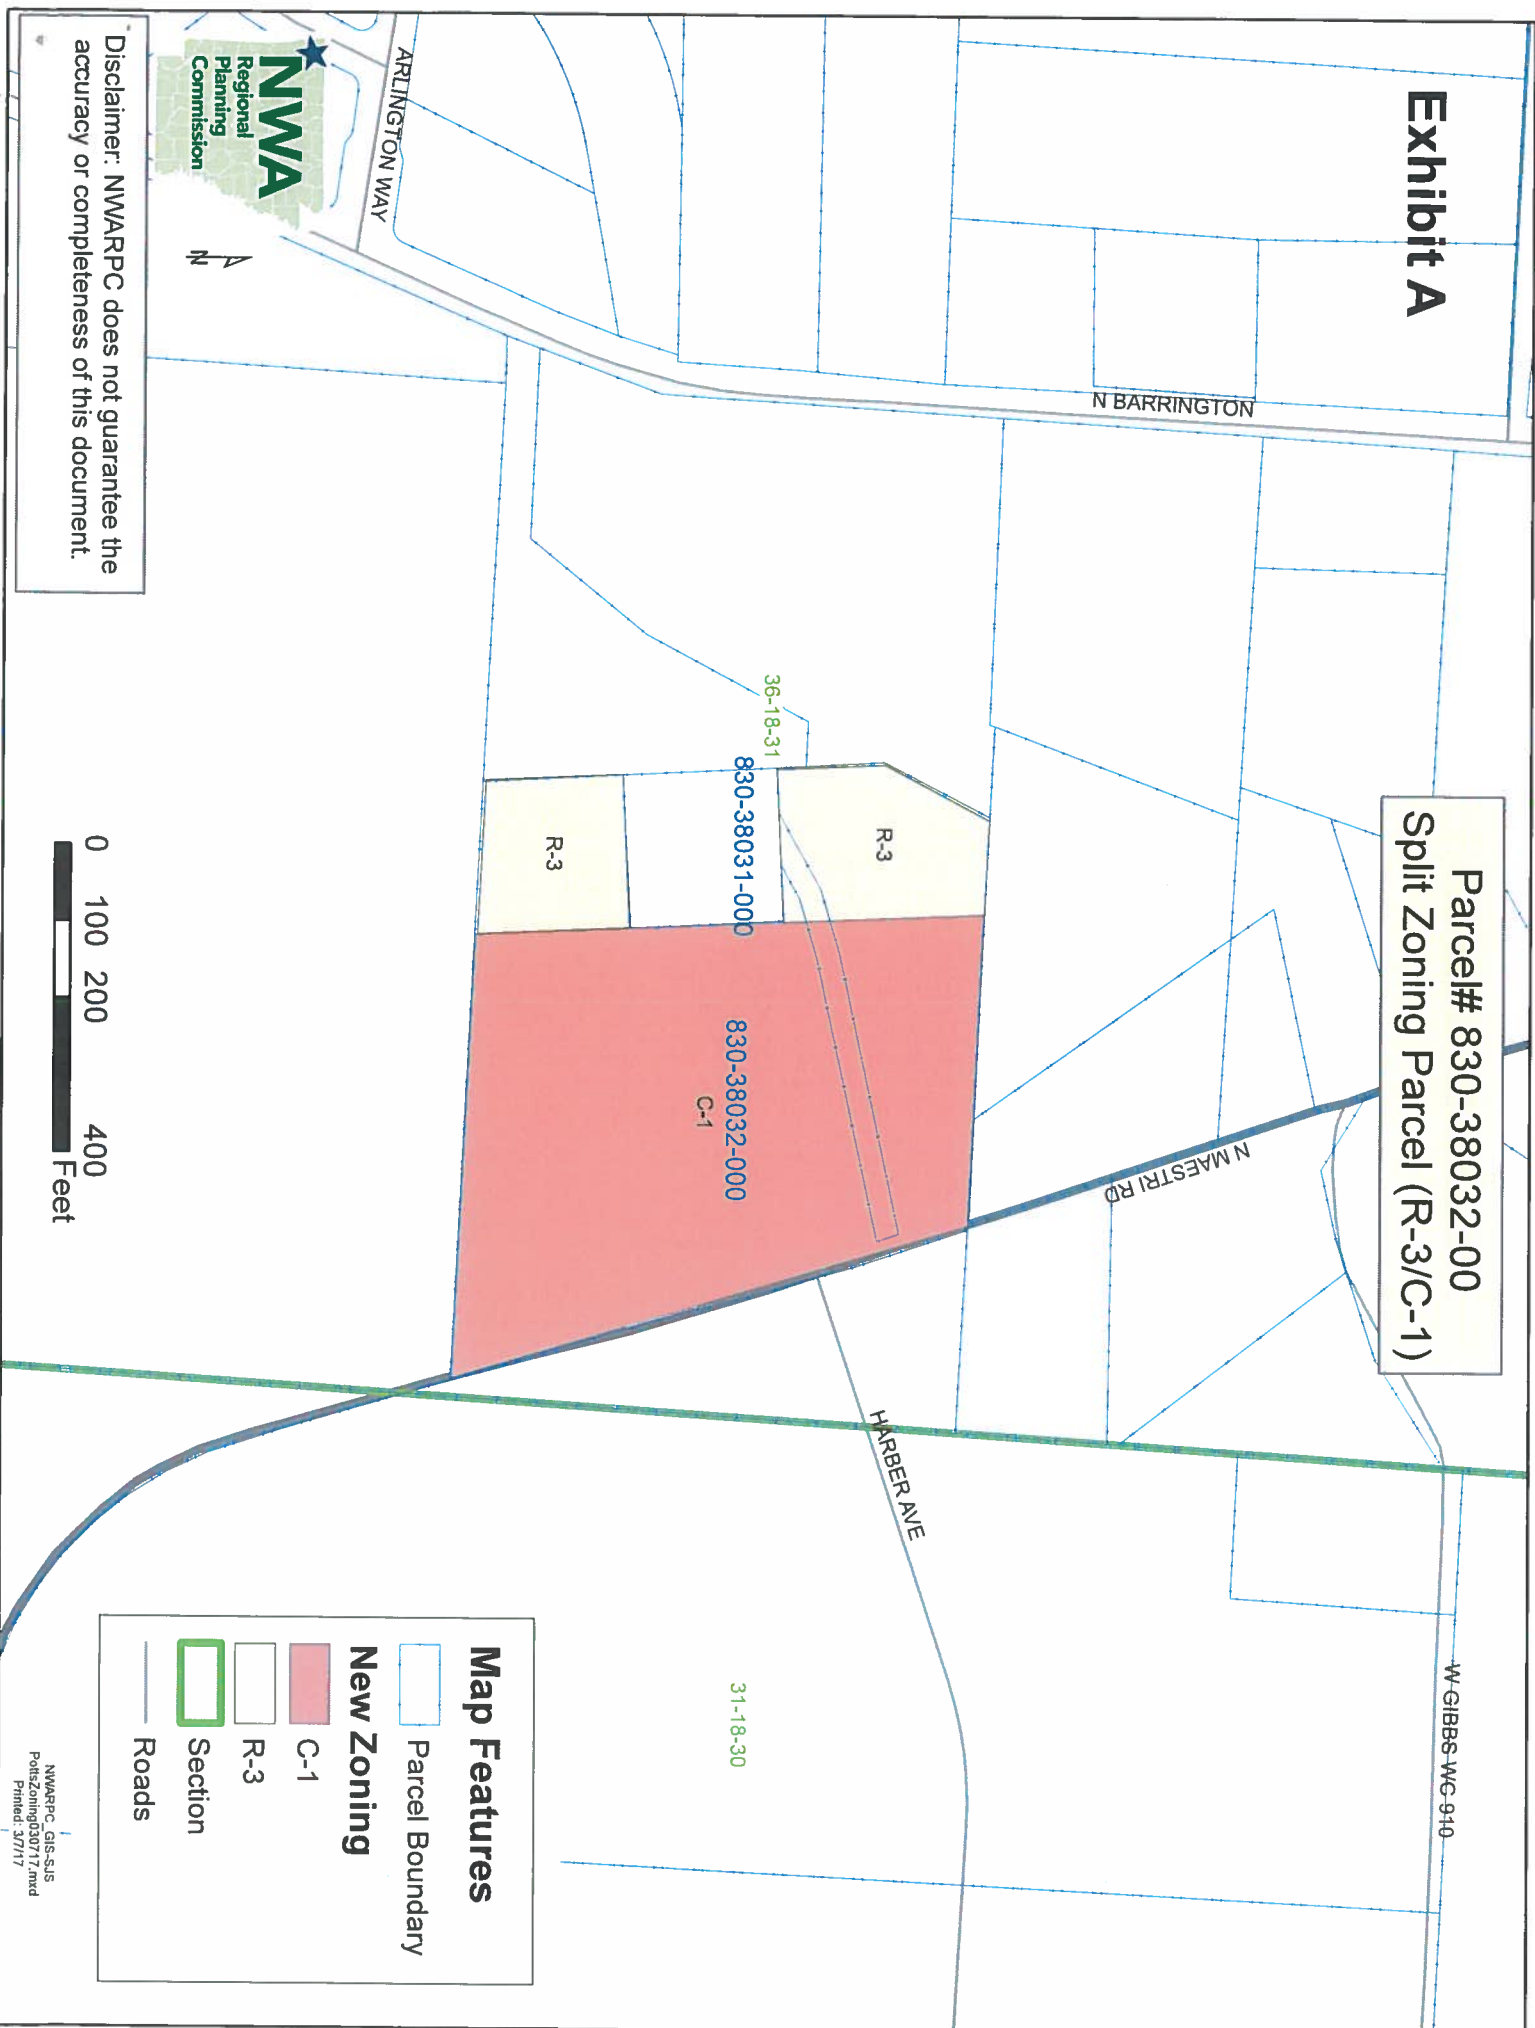 Exhibit A
Parcel# 830-38032-00
Split Zoning Parcel (R-3/C-1)
N BARRINGTON
W GIBBS WC 910
N MAESTRI RD
HARBER AVE
ARLINGTON WAY
36-18-31
31-18-30
R-3
830-38031-000
830-38032-000
C-1
R-3
NWA
Regional
Planning
Commission
N
Disclaimer: NWARPC does not guarantee the
accuracy or completeness of this document.
0 100 200 400
Feet
Map Features
Parcel Boundary
New Zoning
C-1
R-3
Section
Roads
NWARPC_GIS-SJS
PottsZoning030717.mxd
Printed: 3/7/17